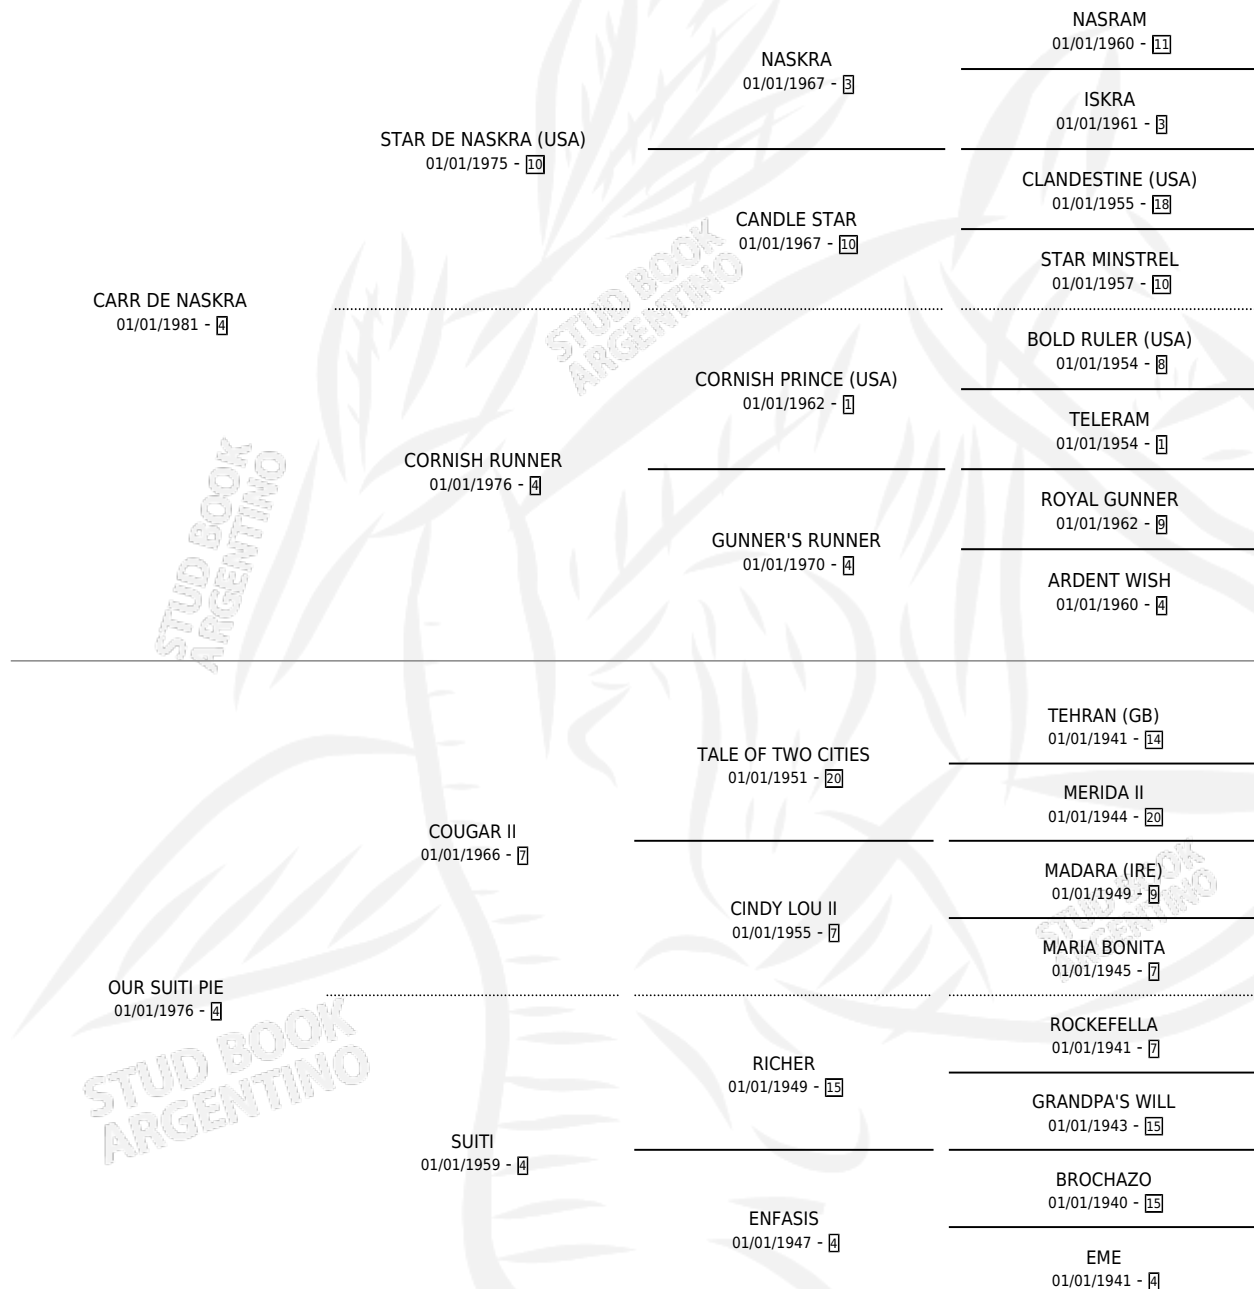 NASRAM
01/01/1960 - 11
NASKRA
01/01/1967 - 3
ISKRA
01/01/1961 - 3
STAR DE NASKRA (USA)
01/01/1975 - 10
CLANDESTINE (USA)
01/01/1955 - 18
CANDLE STAR
01/01/1967 - 10
STAR MINSTREL
01/01/1957 - 10
CARR DE NASKRA
01/01/1981 - 4
BOLD RULER (USA)
01/01/1954 - 8
CORNISH PRINCE (USA)
01/01/1962 - 1
TELERAM
01/01/1954 - 1
CORNISH RUNNER
01/01/1976 - 4
ROYAL GUNNER
01/01/1962 - 9
GUNNER'S RUNNER
01/01/1970 - 4
ARDENT WISH
01/01/1960 - 4
TEHRAN (GB)
01/01/1941 - 14
TALE OF TWO CITIES
01/01/1951 - 20
MERIDA II
01/01/1944 - 20
COUGAR II
01/01/1966 - 7
MADARA (IRE)
01/01/1949 - 9
CINDY LOU II
01/01/1955 - 7
MARIA BONITA
01/01/1945 - 7
OUR SUITI PIE
01/01/1976 - 4
ROCKEFELLA
01/01/1941 - 7
RICHER
01/01/1949 - 15
GRANDPA'S WILL
01/01/1943 - 15
SUITI
01/01/1959 - 4
BROCHAZO
01/01/1940 - 15
ENFASIS
01/01/1947 - 4
EME
01/01/1941 - 4
STUD BOOK
ARGENTINO
STUD BOOK
ARGENTINO
STUD BOOK
ARGENTINO
STUD BOOK
ARGENTINO